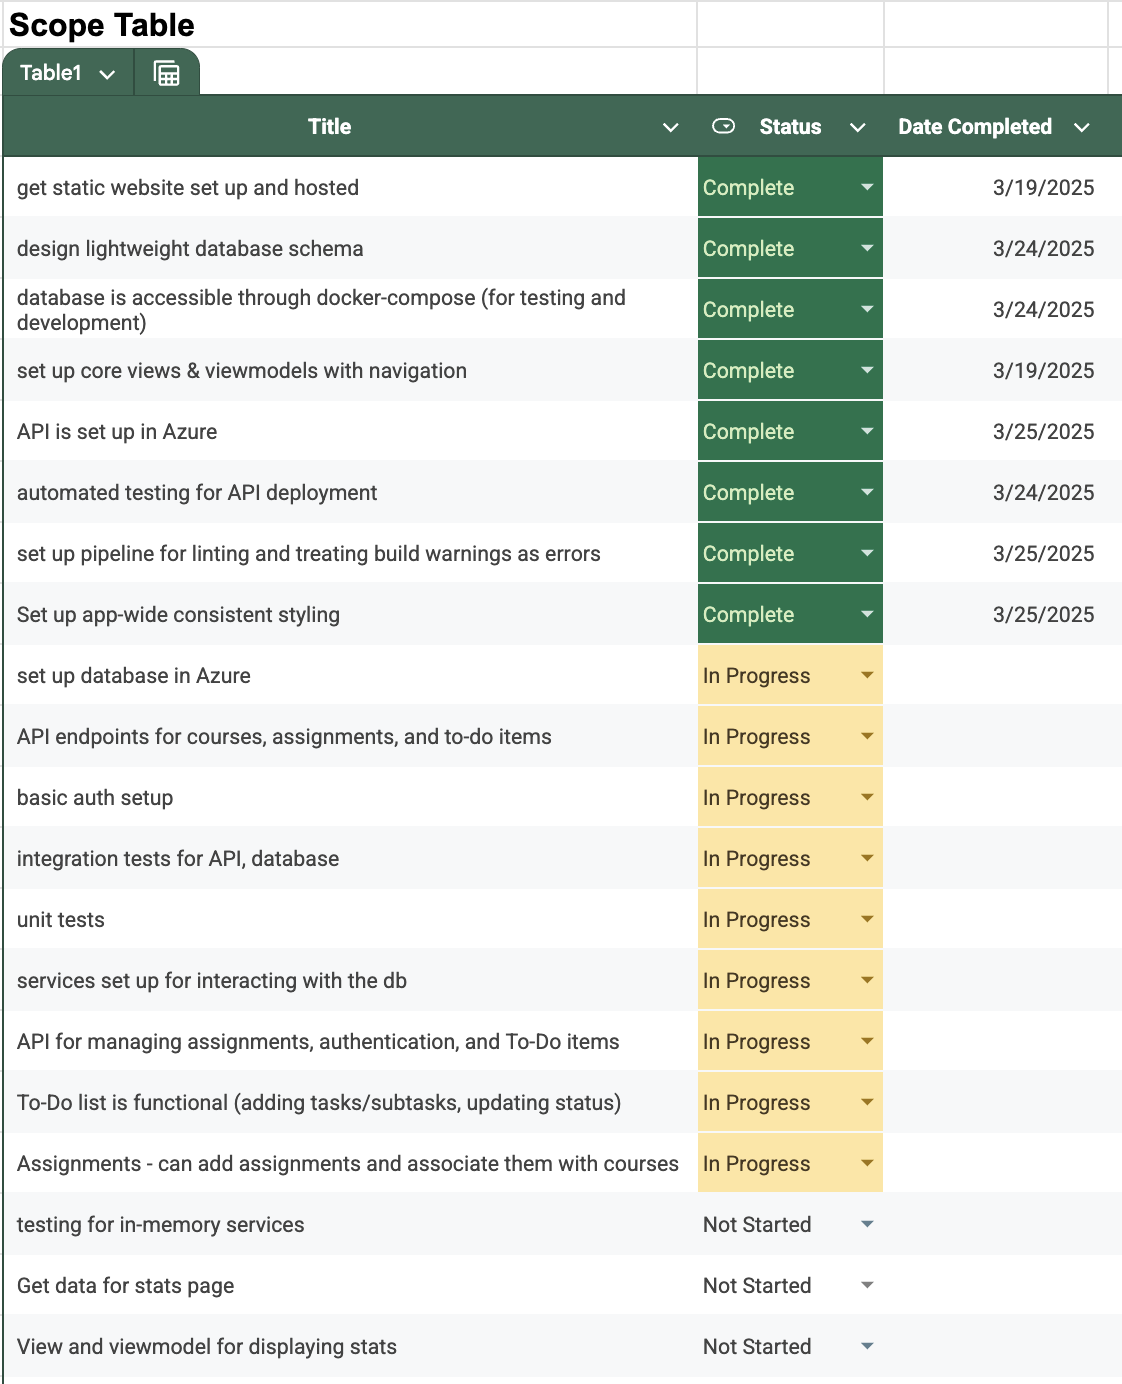 Scope Table
Table1
Title Status Date Completed
get static website set up and hosted Complete 3/19/2025
design lightweight database schema Complete 3/24/2025
database is accessible through docker-compose (for testing and
development) Complete 3/24/2025
set up core views & viewmodels with navigation Complete 3/19/2025
API is set up in Azure Complete 3/25/2025
automated testing for API deployment Complete 3/24/2025
set up pipeline for linting and treating build warnings as errors Complete 3/25/2025
Set up app-wide consistent styling Complete 3/25/2025
set up database in Azure In Progress
API endpoints for courses, assignments, and to-do items In Progress
basic auth setup In Progress
integration tests for API, database In Progress
unit tests In Progress
services set up for interacting with the db In Progress
API for managing assignments, authentication, and To-Do items In Progress
To-Do list is functional (adding tasks/subtasks, updating status) In Progress
Assignments - can add assignments and associate them with courses In Progress
testing for in-memory services Not Started
Get data for stats page Not Started
View and viewmodel for displaying stats Not Started